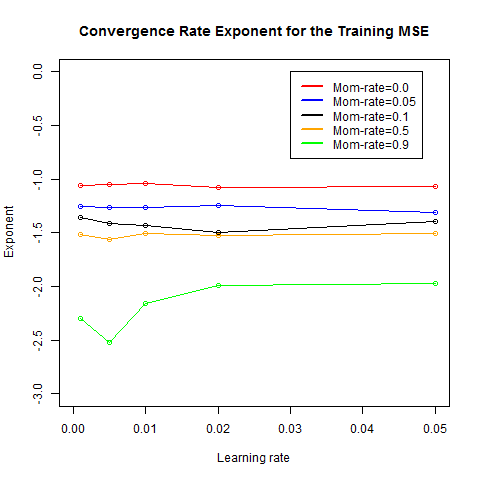 Convergence Rate Exponent for the Training MSE
Mom-rate=0.0
Mom-rate=0.05
Mom-rate=0.1
Mom-rate=0.5
Mom-rate=0.9
Exponent
0.0
-0.5
-1.0
-1.5
-2.0
-2.5
-3.0
0.00 0.01 0.02 0.03 0.04 0.05
Learning rate